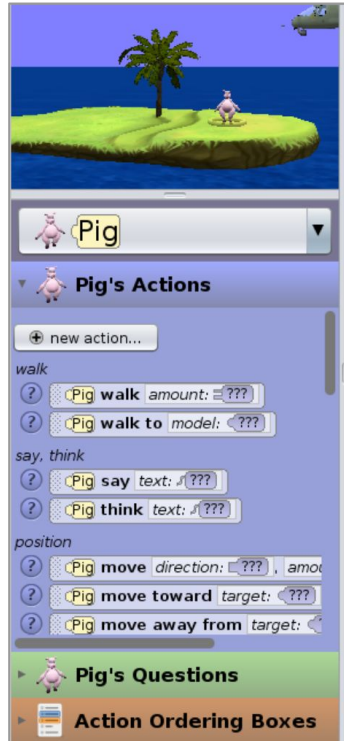 Pig
Pig's Actions
new action...
walk
? Pig walk amount: ???
? Pig walk to model: ???
say, think
? Pig say text: ???
? Pig think text: ???
position
? Pig move direction: ???, amou
? Pig move toward target: ???
? Pig move away from target:
Pig's Questions
Action Ordering Boxes